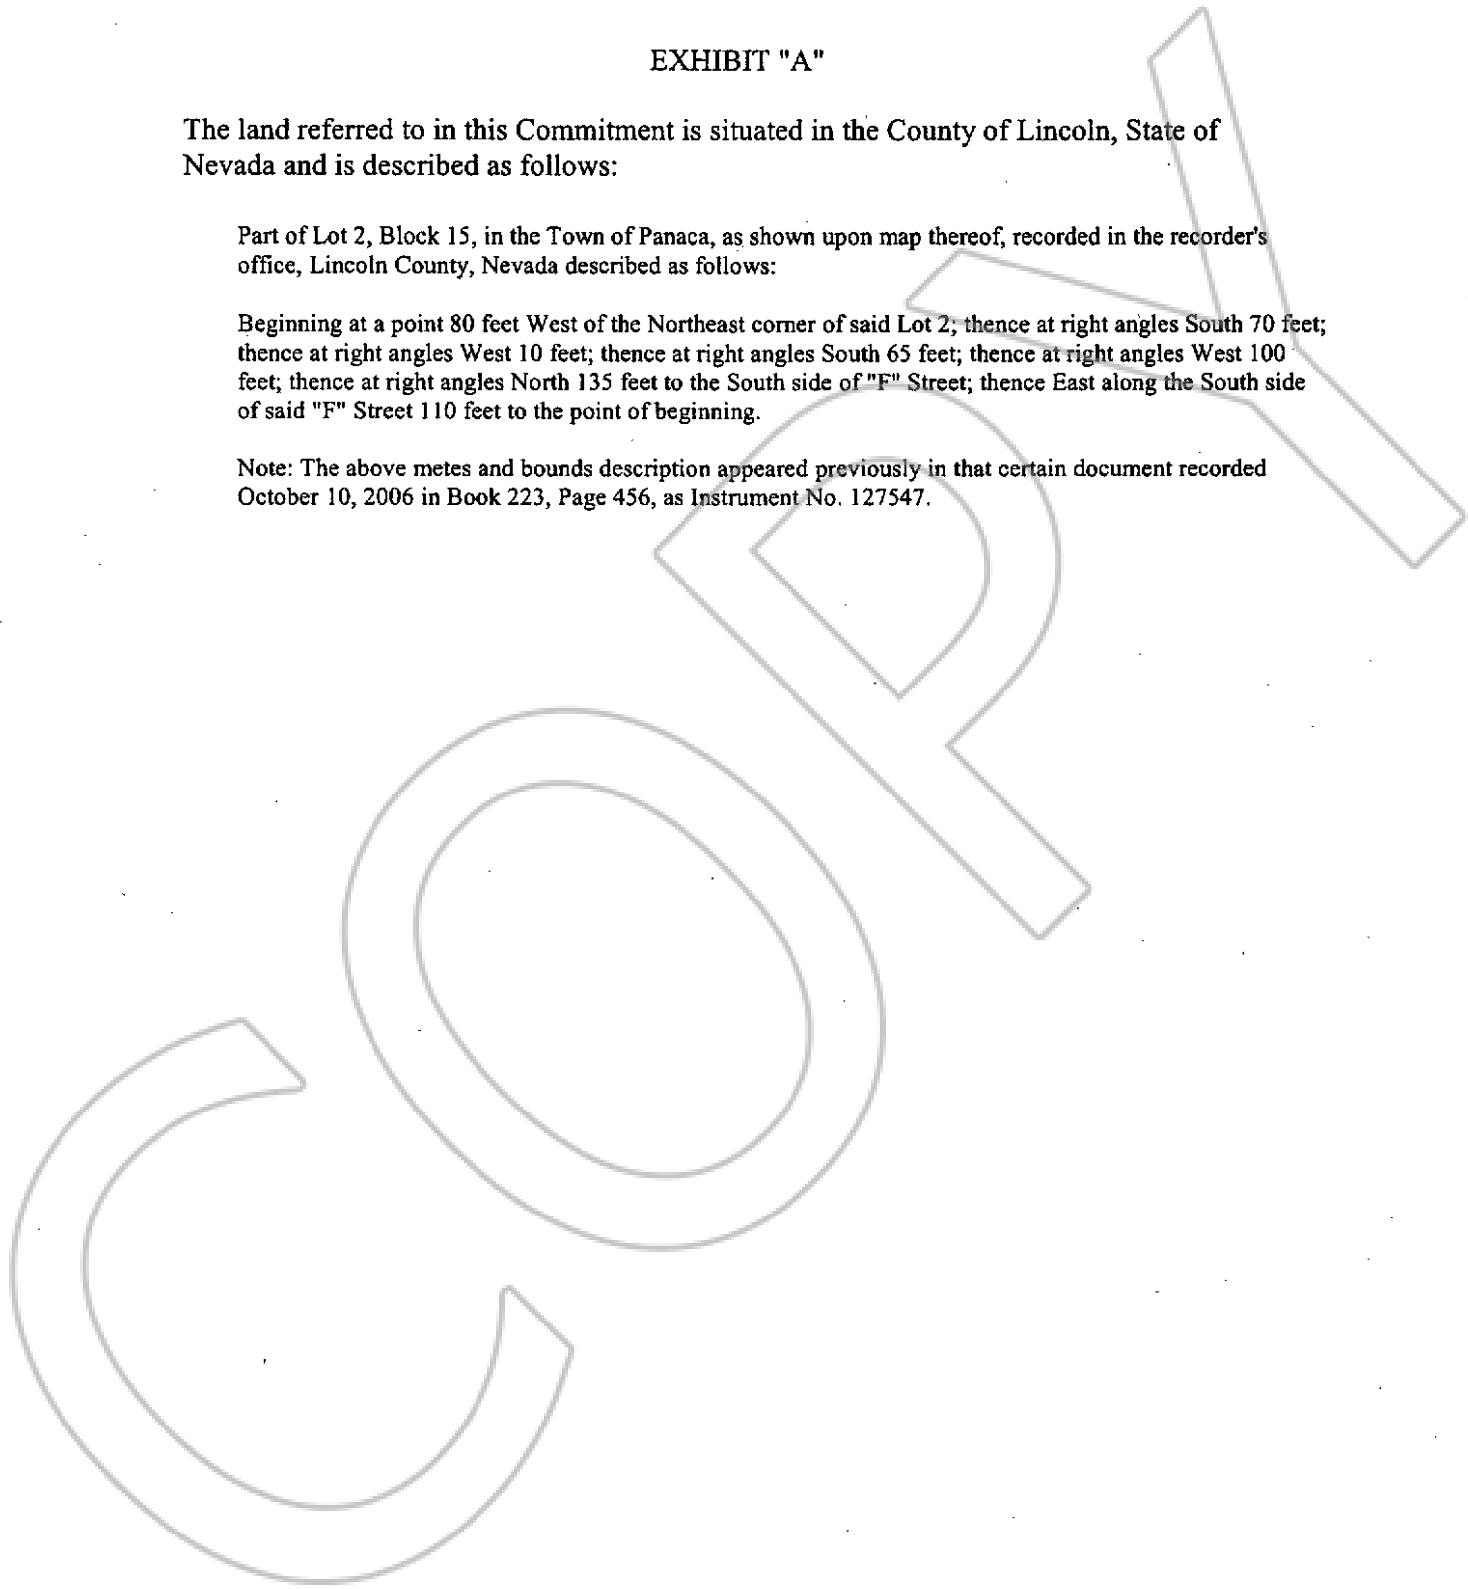 EXHIBIT "A"
The land referred to in this Commitment is situated in the County of Lincoln, State of
Nevada and is described as follows:
Part of Lot 2, Block 15, in the Town of Panaca, as shown upon map thereof, recorded in the recorder's
office, Lincoln County, Nevada described as follows:
Beginning at a point 80 feet West of the Northeast corner of said Lot 2; thence at right angles South 70 feet;
thence at right angles West 10 feet; thence at right angles South 65 feet; thence at right angles West 100
feet; thence at right angles North 135 feet to the South side of "F" Street; thence East along the South side
of said "F" Street 110 feet to the point of beginning.
Note: The above metes and bounds description appeared previously in that certain document recorded
October 10, 2006 in Book 223, Page 456, as Instrument No. 127547.
COPY